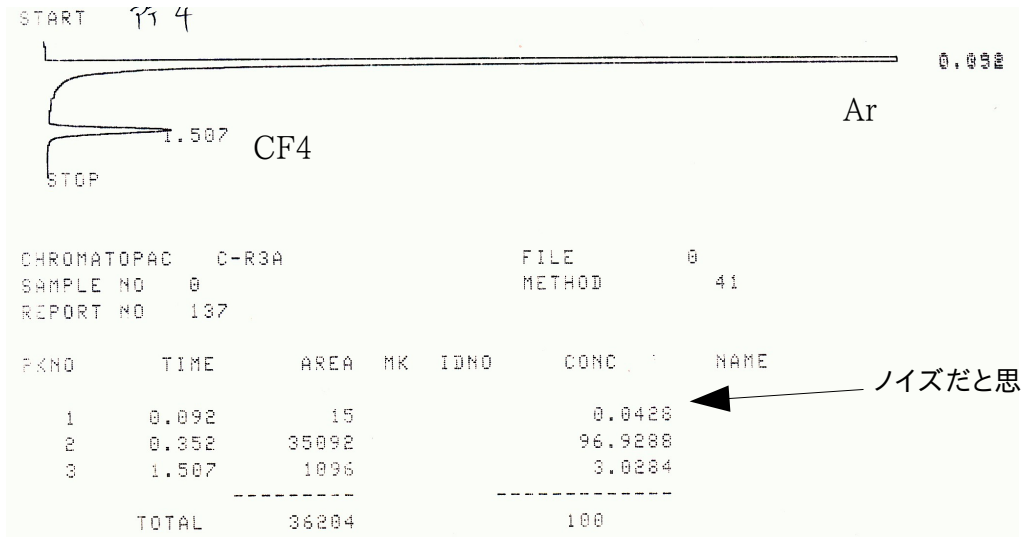 START 4
0.092
Ar
1.507
CF4
STOP
CHROMATOPAC C-R3A FILE 0
SAMPLE NO 0 METHOD 41
REPORT NO 137
PKNO TIME AREA MK IDNO CONC NAME
ノイズだと思
1 0.092 15 0.0428
2 0.352 35092 96.9288
3 1.507 1096 3.0284
TOTAL 36204 100